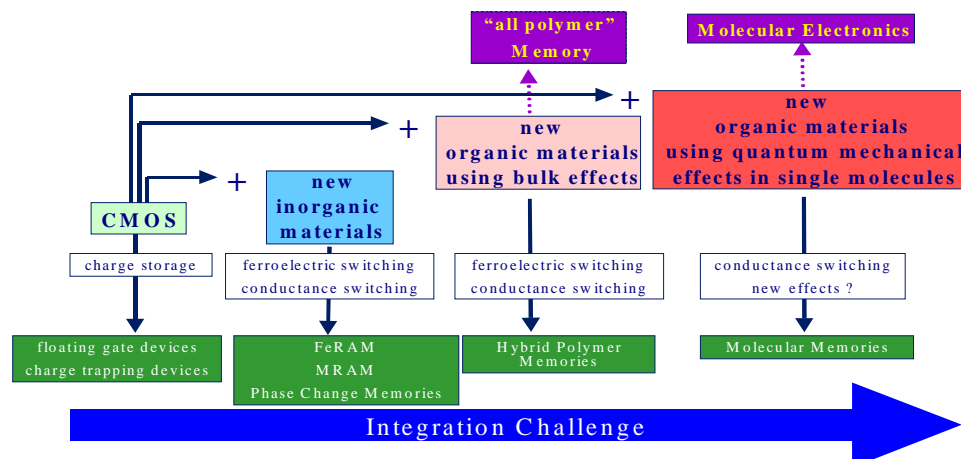 “all polymer”
Memory
Molecular Electronics
+
+
+
new
organic materials
using bulk effects
new
organic materials
using quantum mechanical
effects in single molecules
new
inorganic
materials
CMOS
charge storage
ferroelectric switching
conductance switching
ferroelectric switching
conductance switching
conductance switching
new effects ?
floating gate devices
charge trapping devices
FeRAM
MRAM
Phase Change Memories
Hybrid Polymer
Memories
Molecular Memories
Integration Challenge